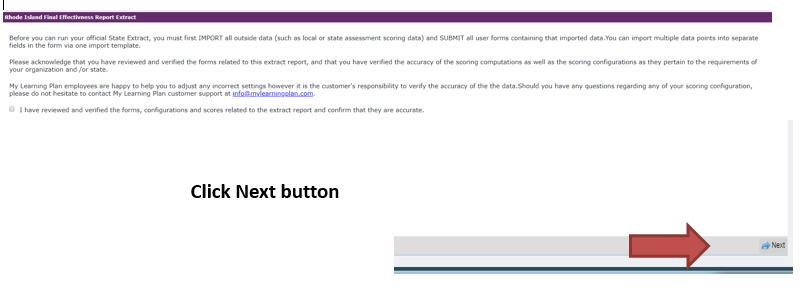 Rhode Island Final Effectivness Report Extract
Before you can run your official State Extract, you must first IMPORT all outside data (such as local or state assessment scoring data) and SUBMIT all user forms containing that imported data.You can import multiple data points into separate
fields in the form via one import template.
Please acknowledge that you have reviewed and verified the forms related to this extract report, and that you have verified the accuracy of the scoring computations as well as the scoring configurations as they pertain to the requirements of
your organization and /or state.
My Learning Plan employees are happy to help you to adjust any incorrect settings however it is the customer's responsibility to verify the accuracy of the the data.Should you have any questions regarding any of your scoring configuration,
please do not hesitate to contact My Learning Plan customer support at info@mylearningplan.com.
I have reviewed and verified the forms, configurations and scores related to the extract report and confirm that they are accurate.
Click Next button
Next